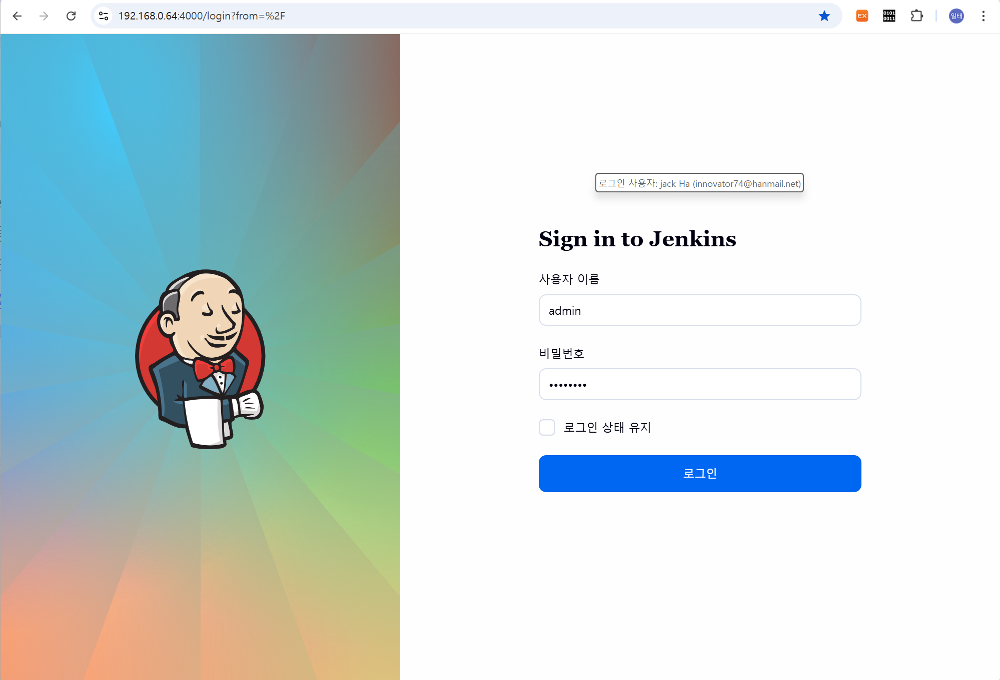 192.168.0.64:4000/login?from=%2F
EX
0101
0011
일태
로그인 사용자: jack Ha (innovator74@hanmail.net)
Sign in to Jenkins
사용자 이름
admin
비밀번호
••••••••
로그인 상태 유지
로그인